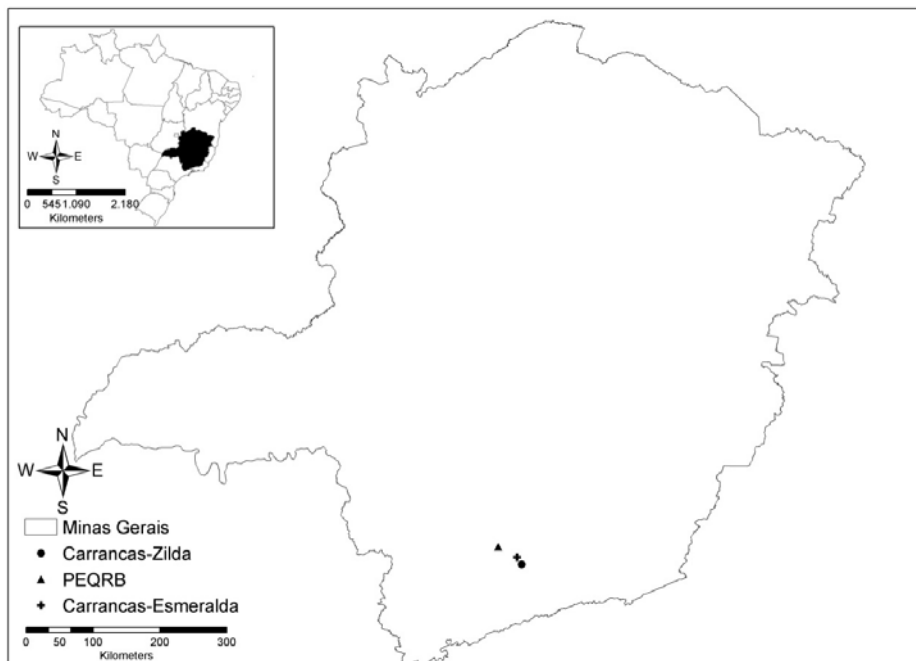 N
W E
S
0 545 1.090 2.180
Kilometers
N
W E
S
Minas Gerais
Carrancas-Zilda
PEQRB
Carrancas-Esmeralda
0 50 100 200 300
Kilometers